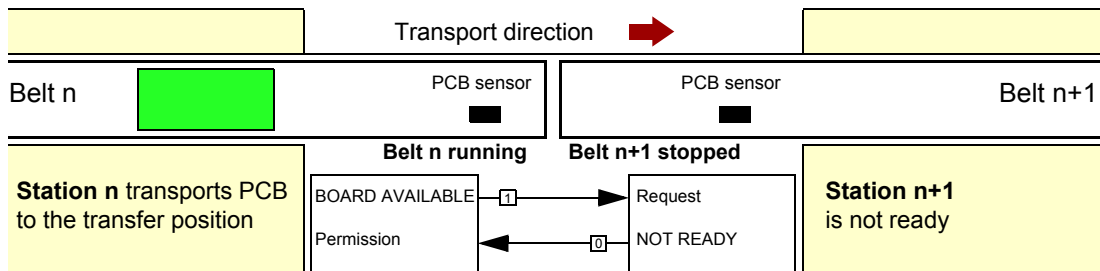 Transport direction
Belt n
PCB sensor
PCB sensor
Belt n+1
Belt n running
Belt n+1 stopped
Station n transports PCB
to the transfer position
BOARD AVAILABLE
1
Request
Permission
0
NOT READY
Station n+1
is not ready